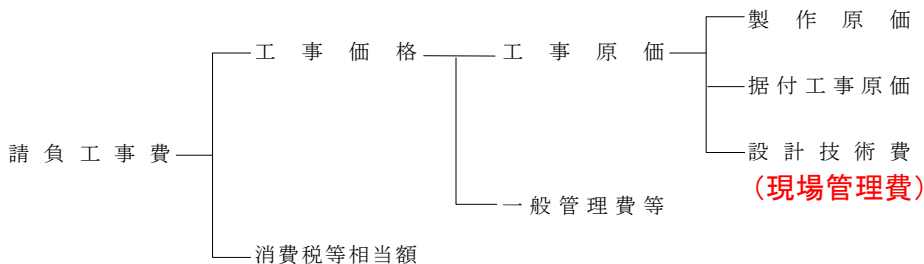 製作原価
工事価格
工事原価
据付工事原価
請負工事費
設計技術費
(現場管理費)
一般管理費等
消費税等相当額